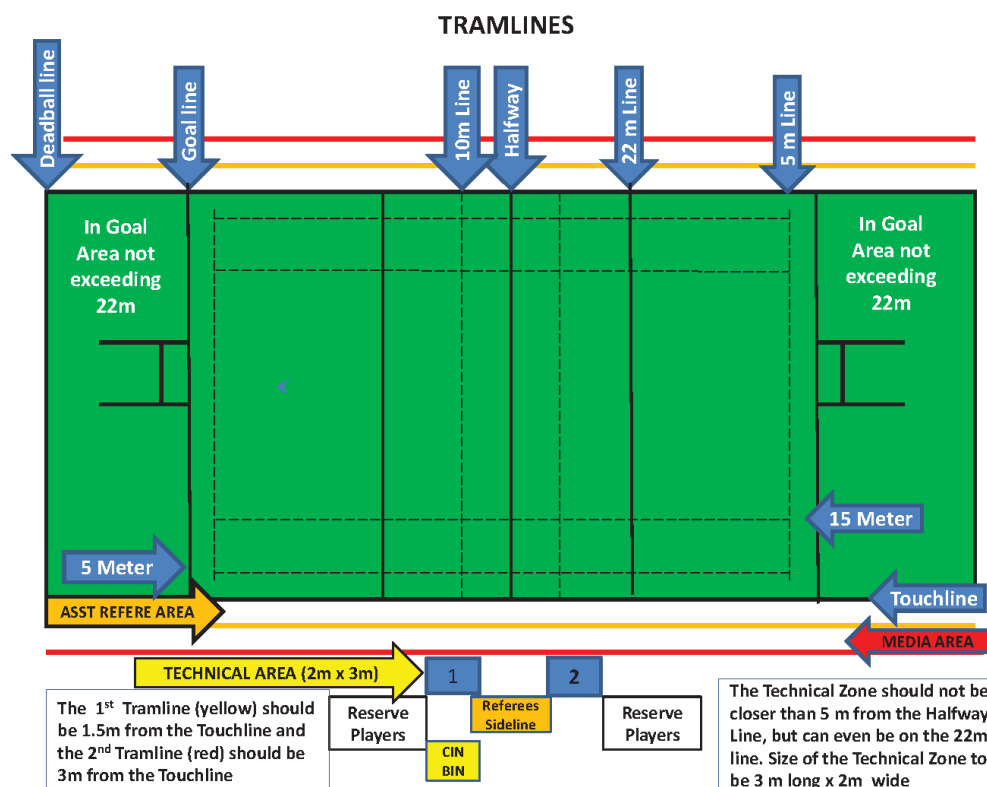 TRAMLINES
Deadball line
Goal line
10m Line
Halfway
22 m Line
5 m Line
In Goal
Area not
exceeding
22m
In Goal
Area not
exceeding
22m
15 Meter
5 Meter
Touchline
ASST REFERE AREA
MEDIA AREA
TECHNICAL AREA (2m x 3m)
1
2
Reserve
Players
Referees
Sideline
Reserve
Players
CIN
BIN
The 1st Tramline (yellow) should
be 1.5m from the Touchline and
the 2nd Tramline (red) should be
3m from the Touchline
The Technical Zone should not be
closer than 5 m from the Halfway
Line, but can even be on the 22m
line. Size of the Technical Zone to
be 3 m long x 2m wide